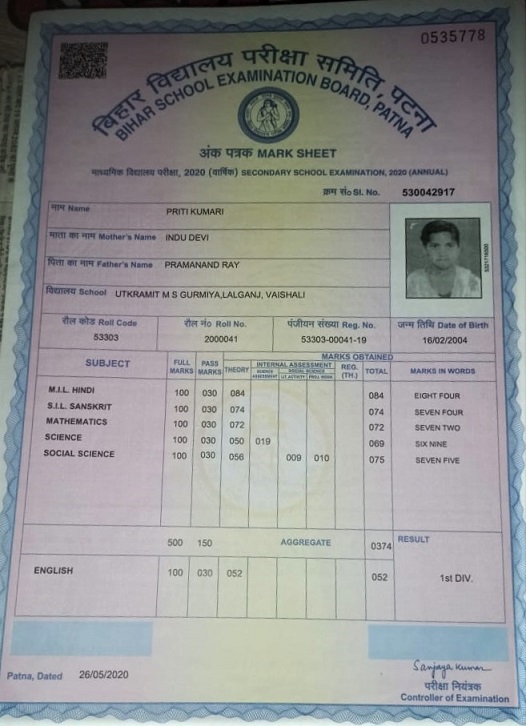 0535778
बिहार विद्यालय परीक्षा समिति, पटना
BIHAR SCHOOL EXAMINATION BOARD, PATNA
अंक पत्रक MARK SHEET
माध्यमिक विद्यालय परीक्षा, 2020 (वार्षिक) SECONDARY SCHOOL EXAMINATION, 2020 (ANNUAL)
क्रम सं० Sl. No. 530042917
नाम Name PRITI KUMARI
माता का नाम Mother's Name INDU DEVI
पिता का नाम Father's Name PRAMANAND RAY
विद्यालय School UTKRAMIT M S GURMIYA,LALGANJ, VAISHALI
रौल कोड Roll Code रौल नं० Roll No. पंजीयन संख्या Reg. No. जन्म तिथि Date of Birth
53303 2000041 53303-00041-19 16/02/2004
MARKS OBTAINED
SUBJECT FULL MARKS PASS MARKS THEORY INTERNAL ASSESSMENT REG. (TH.) TOTAL MARKS IN WORDS
SCIENCE ASSESSMENT SOCIAL SCIENCE
M.I.L. HINDI 100 030 084 084 EIGHT FOUR
S.I.L. SANSKRIT 100 030 074 074 SEVEN FOUR
MATHEMATICS 100 030 072 072 SEVEN TWO
SCIENCE 100 030 050 019 069 SIX NINE
SOCIAL SCIENCE 100 030 056 009 010 075 SEVEN FIVE
500 150 AGGREGATE 0374 RESULT
ENGLISH 100 030 052 052 1st DIV.
Patna, Dated 26/05/2020
Sanjaya Kumar
परीक्षा नियंत्रक
Controller of Examination